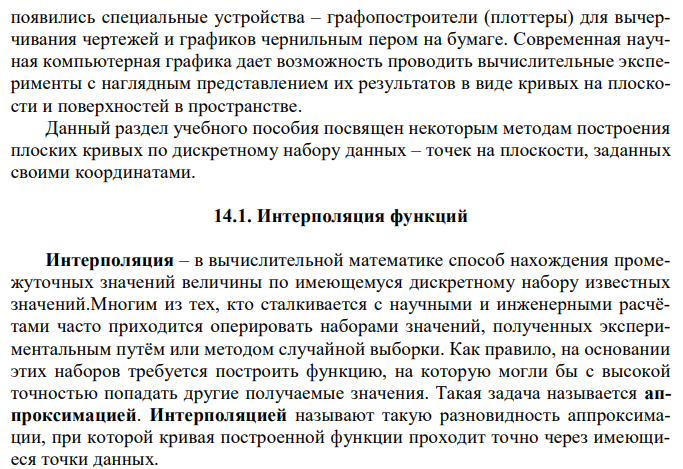 появились специальные устройства – графопостроители (плоттеры) для вычер-
чивания чертежей и графиков чернильным пером на бумаге. Современная науч-
ная компьютерная графика дает возможность проводить вычислительные экспе-
рименты с наглядным представлением их результатов в виде кривых на плоско-
сти и поверхностей в пространстве.
Данный раздел учебного пособия посвящен некоторым методам построения
плоских кривых по дискретному набору данных – точек на плоскости, заданных
своими координатами.
14.1. Интерполяция функций
Интерполяция – в вычислительной математике способ нахождения проме-
жуточных значений величины по имеющемуся дискретному набору известных
значений.Многим из тех, кто сталкивается с научными и инженерными расчё-
тами часто приходится оперировать наборами значений, полученных экспери-
ментальным путём или методом случайной выборки. Как правило, на основании
этих наборов требуется построить функцию, на которую могли бы с высокой
точностью попадать другие получаемые значения. Такая задача называется ап-
проксимацией. Интерполяцией называют такую разновидность аппроксима-
ции, при которой кривая построенной функции проходит точно через имеющи-
еся точки данных.